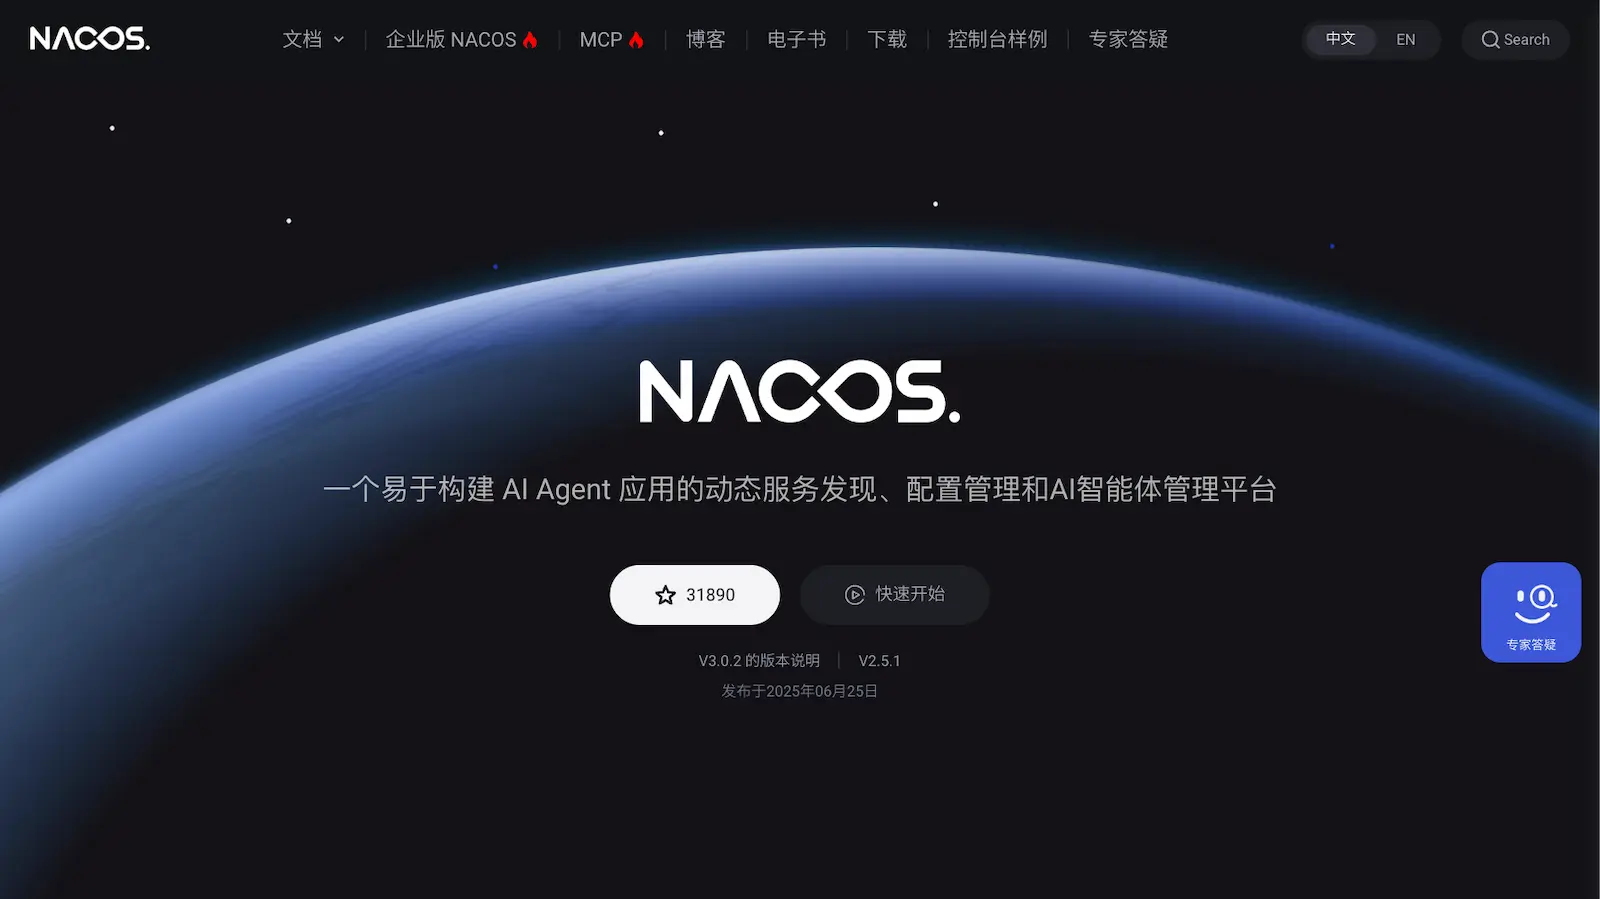 NACOS.
文档
企业版 NACOS
MCP
博客
电子书
下载
控制台样例
专家答疑
中文
EN
Search
NACOS.
一个易于构建 AI Agent 应用的动态服务发现、配置管理和AI智能体管理平台
31890
快速开始
V3.0.2 的版本说明
V2.5.1
发布于2025年06月25日
专家答疑